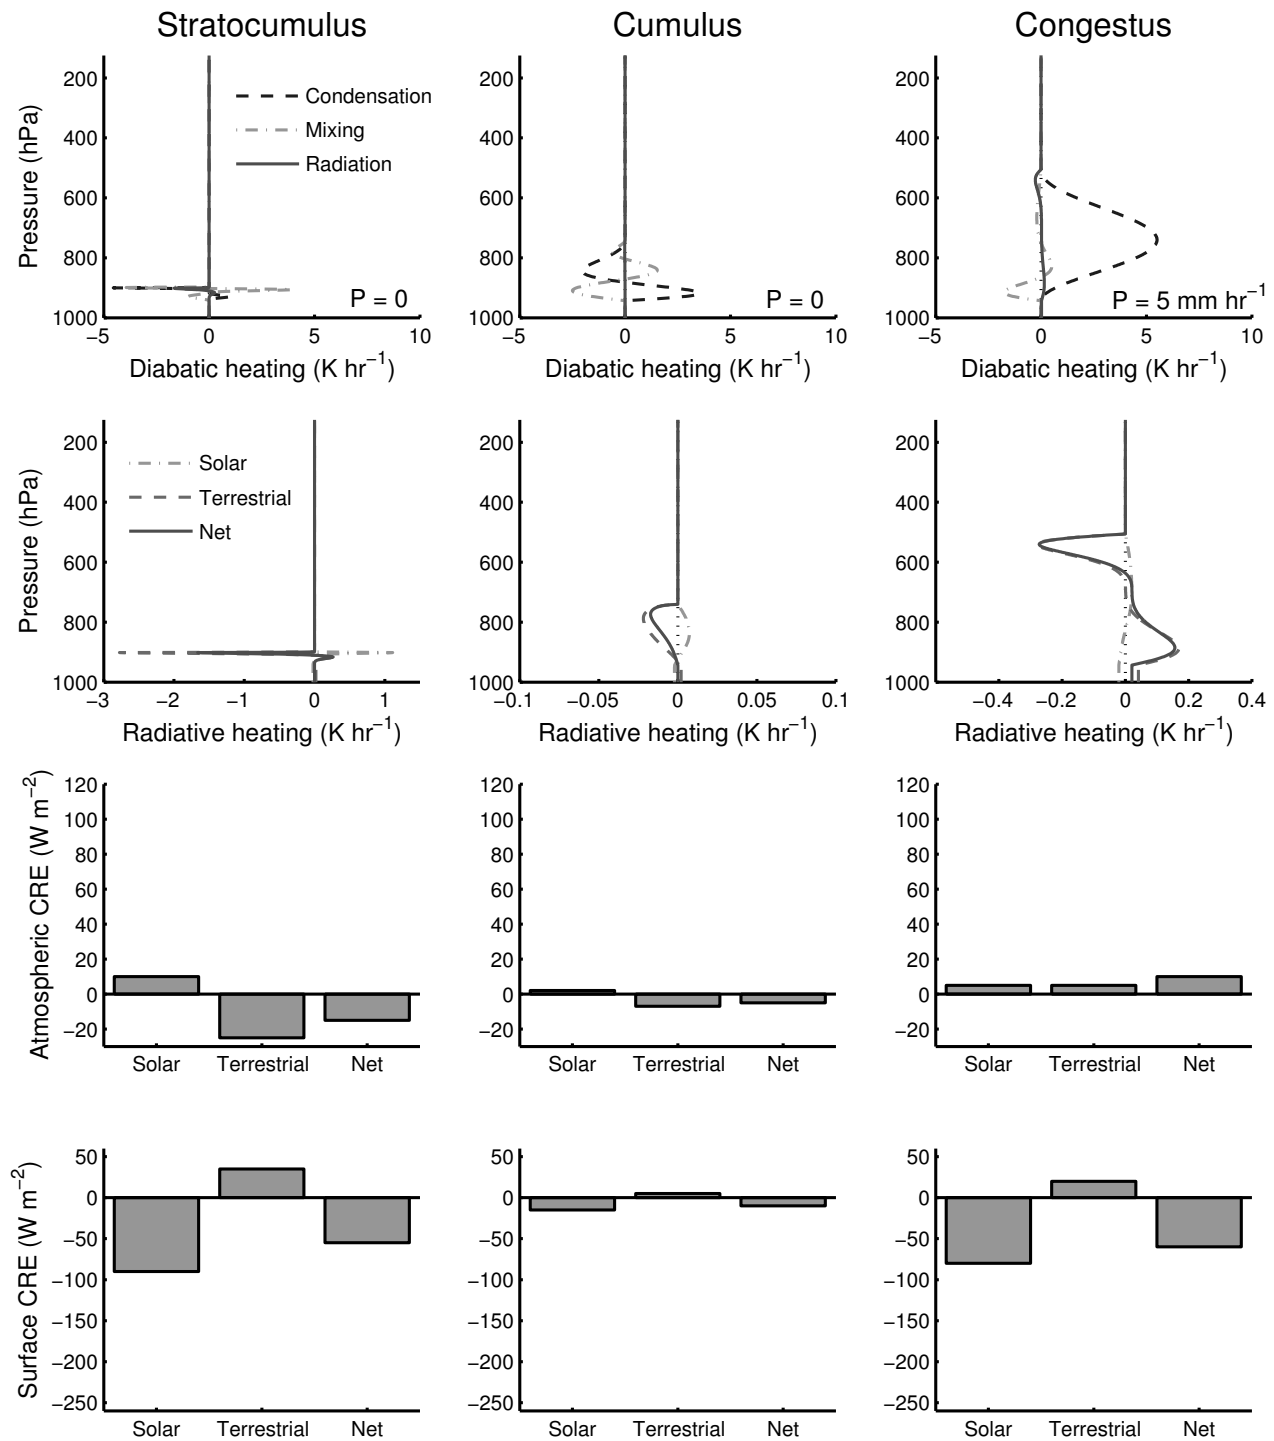 Stratocumulus Cumulus Congestus
Pressure (hPa)
200
400
600
800
1000
Condensation
Mixing
Radiation
P = 0
−5 0 5 10
Diabatic heating (K hr−1)
200
400
600
800
1000
P = 0
−5 0 5 10
Diabatic heating (K hr−1)
200
400
600
800
1000
P = 5 mm hr−1
−5 0 5 10
Diabatic heating (K hr−1)
Pressure (hPa)
200
400
600
800
1000
Solar
Terrestrial
Net
−3 −2 −1 0 1
Radiative heating (K hr−1)
200
400
600
800
1000
−0.1 −0.05 0 0.05 0.1
Radiative heating (K hr−1)
200
400
600
800
1000
−0.4 −0.2 0 0.2 0.4
Radiative heating (K hr−1)
Atmospheric CRE (W m−2)
120
100
80
60
40
20
0
−20
Solar Terrestrial Net
120
100
80
60
40
20
0
−20
Solar Terrestrial Net
120
100
80
60
40
20
0
−20
Solar Terrestrial Net
Surface CRE (W m−2)
50
0
−50
−100
−150
−200
−250
Solar Terrestrial Net
50
0
−50
−100
−150
−200
−250
Solar Terrestrial Net
50
0
−50
−100
−150
−200
−250
Solar Terrestrial Net